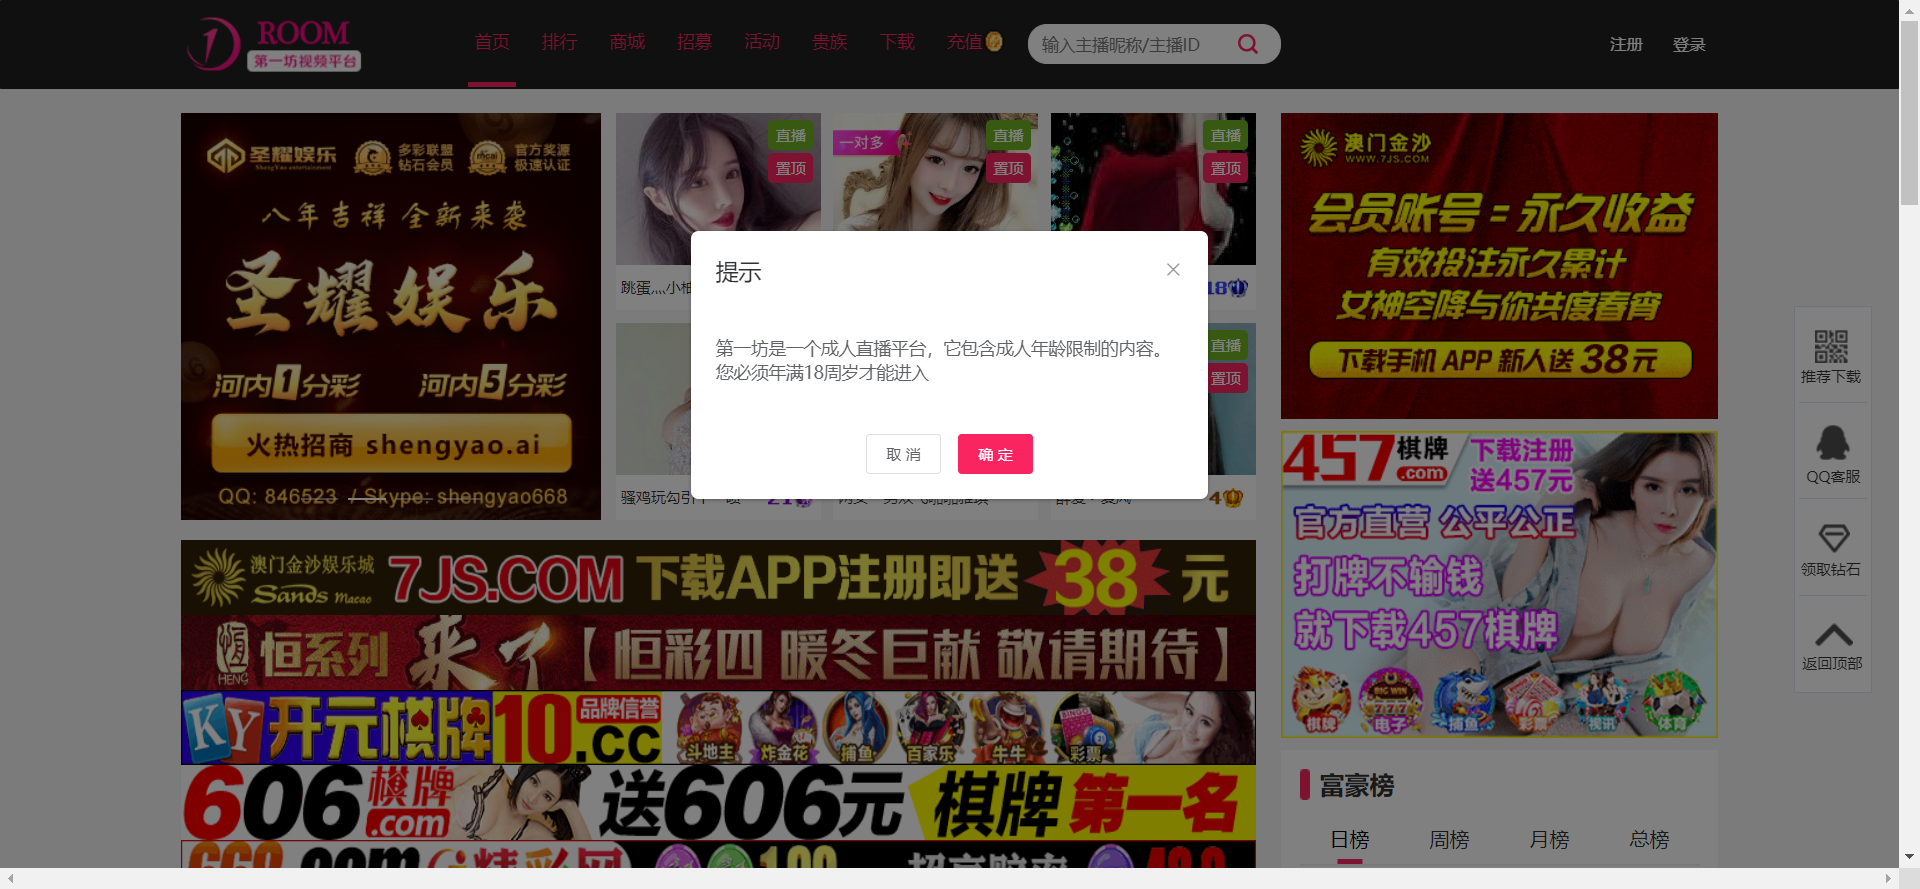 ROOM
第一坊视频平台
首页 排行 商城 招募 活动 贵族 下载 充值
输入主播昵称/主播ID
注册 登录
圣耀娱乐
ShengYao entertainment
多彩联盟
钻石会员
官方奖源
极速认证
八年吉祥 全新来袭
圣耀娱乐
河内1分彩 河内5分彩
火热招商 shengyao.ai
QQ: 846523 Skype: shengyao668
直播
置顶
一对多
直播
置顶
直播
置顶
跳蛋灬小柚
18
直播
置顶
骚鸡玩勾引
21
4
提示
第一坊是一个成人直播平台，它包含成人年龄限制的内容。
您必须年满18周岁才能进入
取 消
确 定
澳门金沙
WWW.7JS.COM
会员账号=永久收益
有效投注永久累计
女神空降与你共度春宵
下载手机 APP 新人送 38元
457棋牌
.com
下载注册
送457元
官方直营 公平公正
打牌不输钱
就下载457棋牌
棋牌
BIG WIN
777
电子
捕鱼
彩票
视讯
体育
推荐下载
QQ客服
领取钻石
返回顶部
澳门金沙娱乐城
Sands Macao
7JS.COM 下载APP注册即送 38 元
恒
HENG
恒系列 来了【恒彩四 暖冬巨献 敬请期待】
KY 开元棋牌 10.cc
品牌信誉
斗地主 炸金花 捕鱼 百家乐 牛牛 彩票
BINGO
606棋牌
.com
送606元 棋牌第一名
富豪榜
日榜 周榜 月榜 总榜